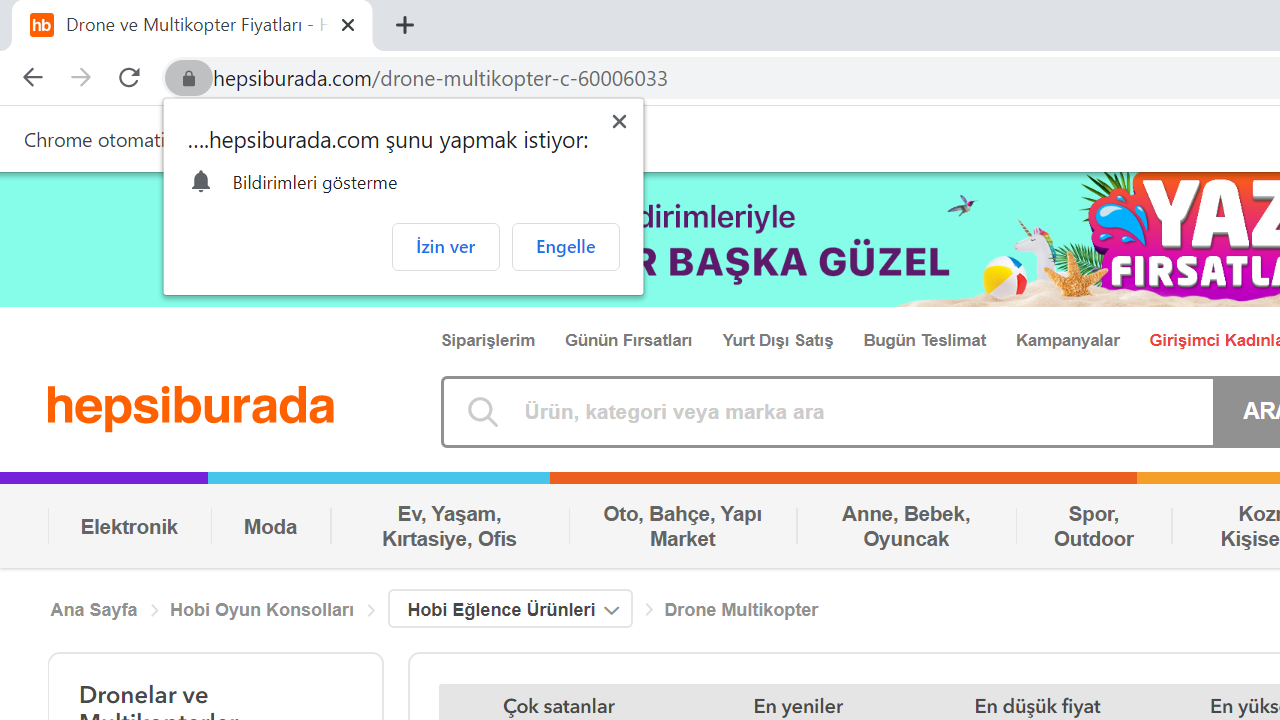 hb Drone ve Multikopter Fiyatları - H
hepsiburada.com/drone-multikopter-c-60006033
Chrome otomati
....hepsiburada.com şunu yapmak istiyor:
Bildirimleri gösterme
İzin ver
Engelle
dirimleriyle
R BAŞKA GÜZEL
YAZ
FIRSATLA
Siparişlerim
Günün Fırsatları
Yurt Dışı Satış
Bugün Teslimat
Kampanyalar
Girişimci Kadınla
hepsiburada
Ürün, kategori veya marka ara
ARA
Elektronik
Moda
Ev, Yaşam,
Kırtasiye, Ofis
Oto, Bahçe, Yapı
Market
Anne, Bebek,
Oyuncak
Spor,
Outdoor
Kozm
Kişise
Ana Sayfa
Hobi Oyun Konsolları
Hobi Eğlence Ürünleri
Drone Multikopter
Dronelar ve
Multikopterler
Çok satanlar
En yeniler
En düşük fiyat
En yükse